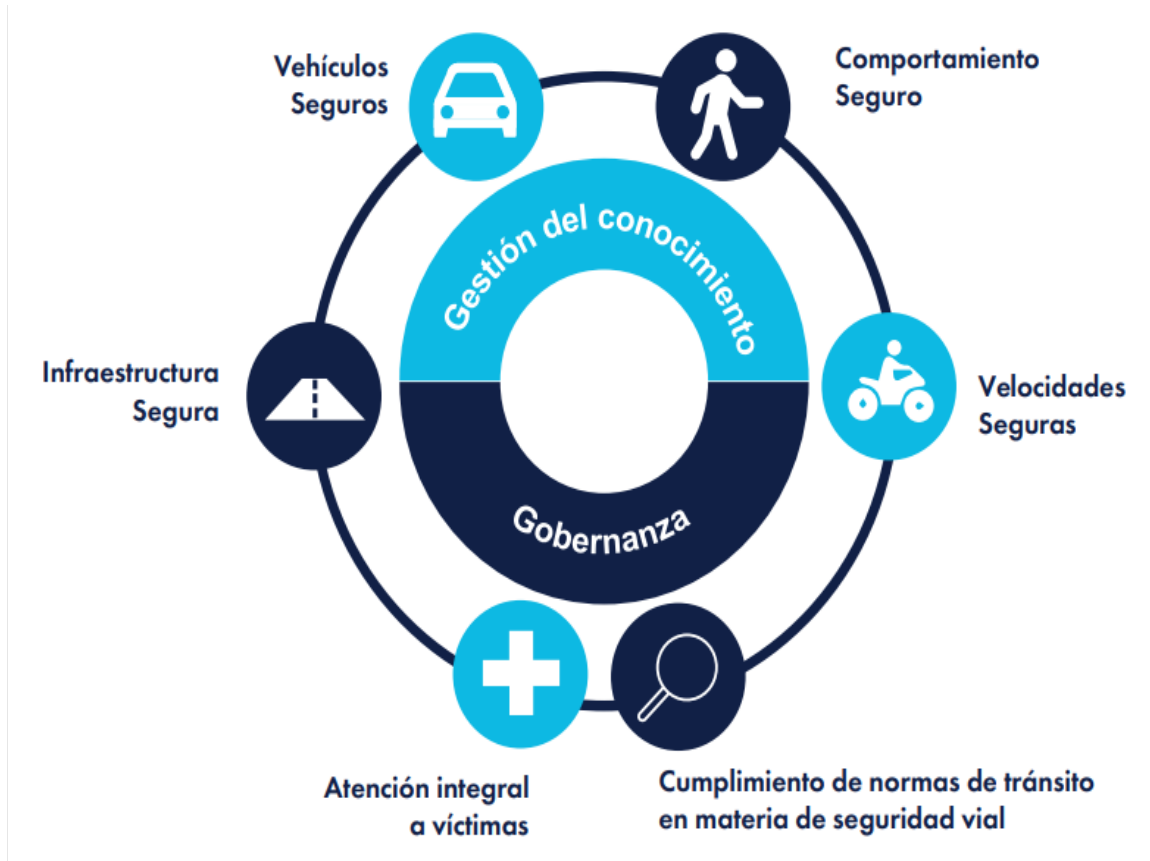 Vehículos
Seguros
Comportamiento
Seguro
Gestión del conocimiento
Infraestructura
Segura
Velocidades
Seguras
Gobernanza
Atención integral
a víctimas
Cumplimiento de normas de tránsito
en materia de seguridad vial